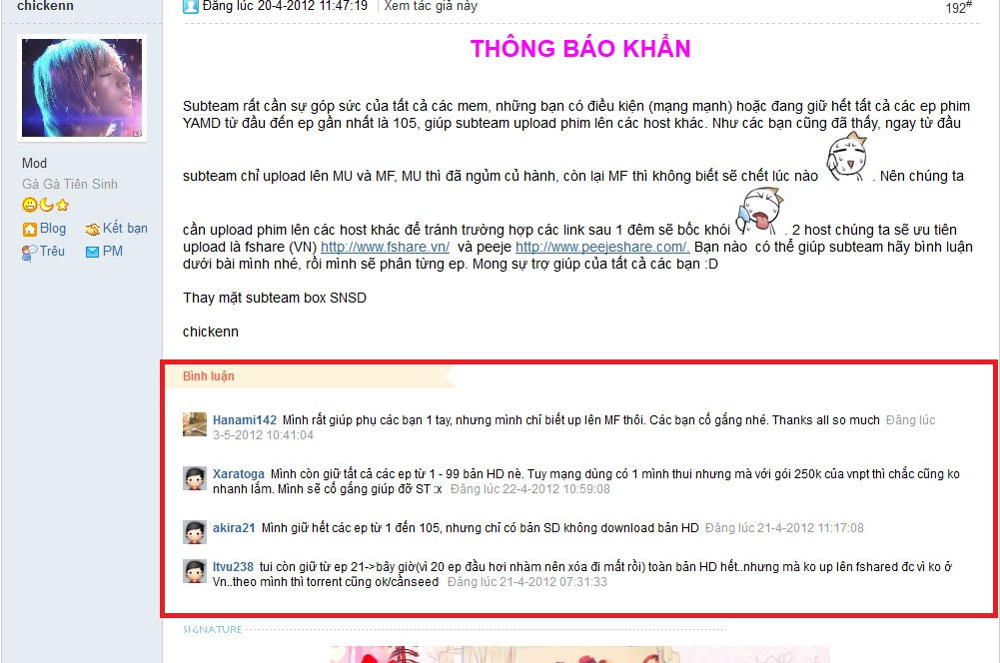 chickenn
Đăng lúc 20-4-2012 11:47:19 | Xem tác giả này
192#
THÔNG BÁO KHẨN
Subteam rất cần sự góp sức của tất cả các mem, những bạn có điều kiện (mạng mạnh) hoặc đang giữ hết tất cả các ep phim
YAMD từ đầu đến ep gần nhất là 105, giúp subteam upload phim lên các host khác. Như các bạn cũng đã thấy, ngay từ đầu
subteam chỉ upload lên MU và MF, MU thì đã ngủm củ hành, còn lại MF thì không biết sẽ chết lúc nào . Nên chúng ta
cần upload phim lên các host khác để tránh trường hợp các link sau 1 đêm sẽ bốc khói . 2 host chúng ta sẽ ưu tiên
upload là fshare (VN) http://www.fshare.vn/ và peeje http://www.peejeshare.com/. Bạn nào có thể giúp subteam hãy bình luận
dưới bài mình nhé, rồi mình sẽ phân từng ep. Mong sự trợ giúp của tất cả các bạn :D
Thay mặt subteam box SNSD
chickenn
Mod
Gà Gà Tiên Sinh
Blog Kết bạn
Trêu PM
Bình luận
Hanami142 Mình rất giúp phụ các bạn 1 tay, nhưng mình chỉ biết up lên MF thôi. Các bạn cố gắng nhé. Thanks all so much Đăng lúc
3-5-2012 10:41:04
Xaratoga Mình còn giữ tất cả các ep từ 1 - 99 bản HD nè. Tuy mạng dùng có 1 mình thui nhưng mà với gói 250k của vnpt thì chắc cũng ko
nhanh lắm. Mình sẽ cố gắng giúp đỡ ST :x Đăng lúc 22-4-2012 10:59:08
akira21 Mình giữ hết các ep từ 1 đến 105, nhưng chỉ có bản SD không download bản HD Đăng lúc 21-4-2012 11:17:08
ltvu238 tui còn giữ từ ep 21->bây giờ(vì 20 ep đầu hơi nhàm nên xóa đi mất rồi) toàn bản HD hết..nhưng mà ko up lên fshared đc vì ko ở
Vn..theo mình thì torrent cũng ok/cầnseed Đăng lúc 21-4-2012 07:31:33
SIGNATURE